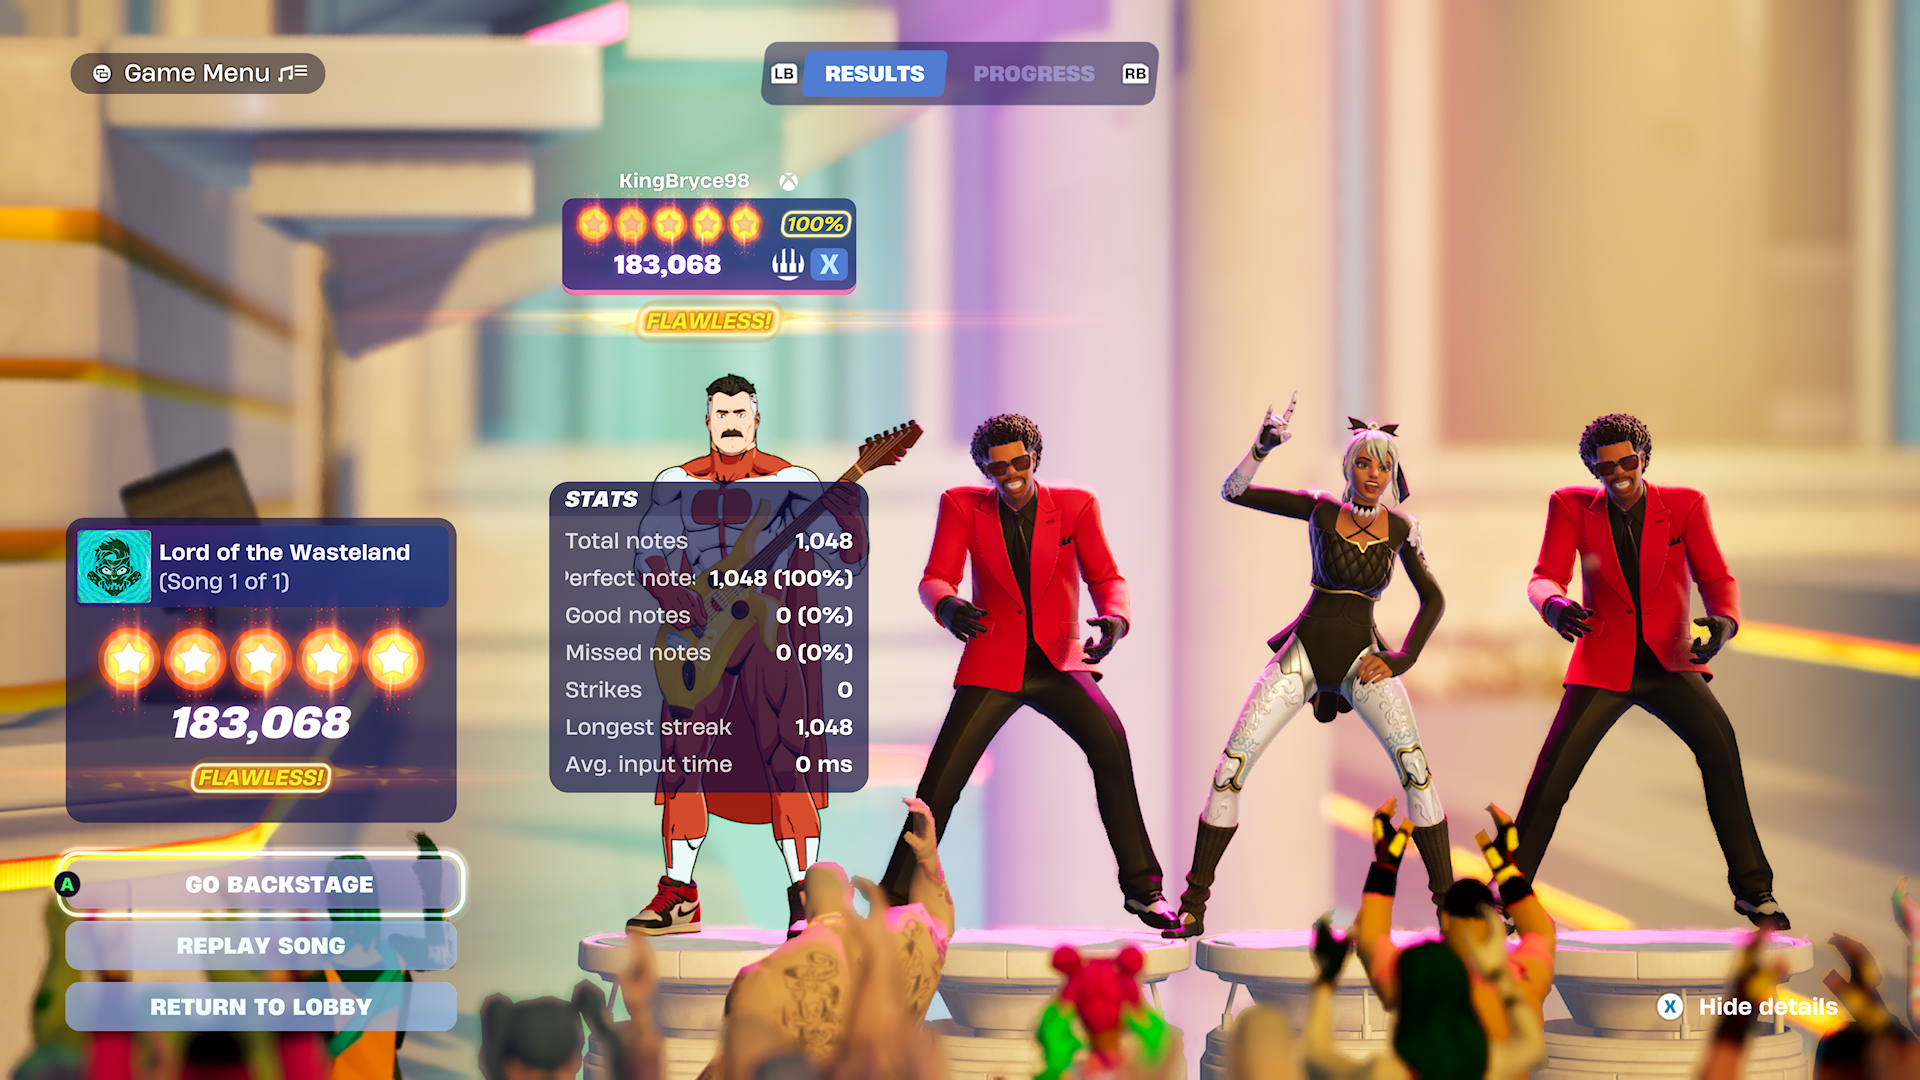 Game Menu
LB RESULTS PROGRESS RB
KingBryce98
100%
183,068 X
FLAWLESS!
STATS
Total notes 1,048
Perfect notes 1,048 (100%)
Good notes 0 (0%)
Missed notes 0 (0%)
Strikes 0
Longest streak 1,048
Avg. input time 0 ms
Lord of the Wasteland
(Song 1 of 1)
183,068
FLAWLESS!
A GO BACKSTAGE
REPLAY SONG
RETURN TO LOBBY
X Hide details